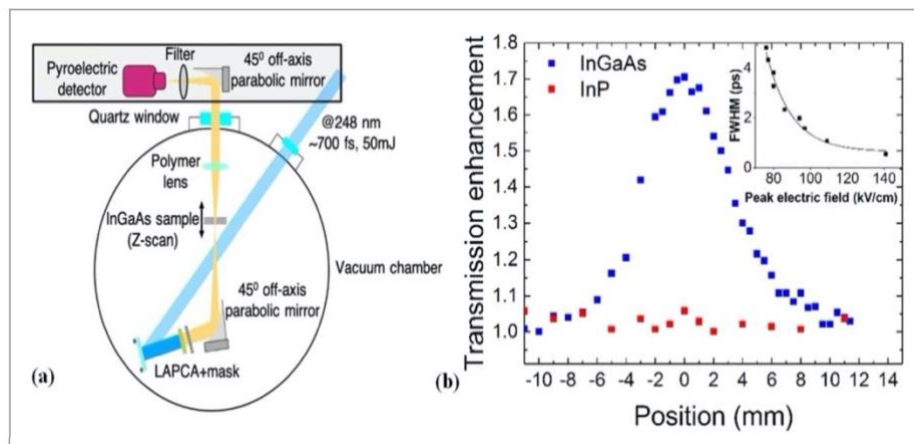 Filter
45⁰ off-axis
parabolic mirror
Pyroelectric
detector
Quartz window
@248 nm
~700 fs, 50mJ
Polymer
lens
InGaAs sample
(Z-scan)
Vacuum chamber
45⁰ off-axis
parabolic mirror
LAPCA+mask
(a)
Transmission enhancement
1.8
1.7
1.6
1.5
1.4
1.3
1.2
1.1
1.0
InGaAs
InP
FWHM (ps)
4
2
0
80 100 120 140
Peak electric field (kV/cm)
-10 -8 -6 -4 -2 0 2 4 6 8 10 12 14
Position (mm)
(b)